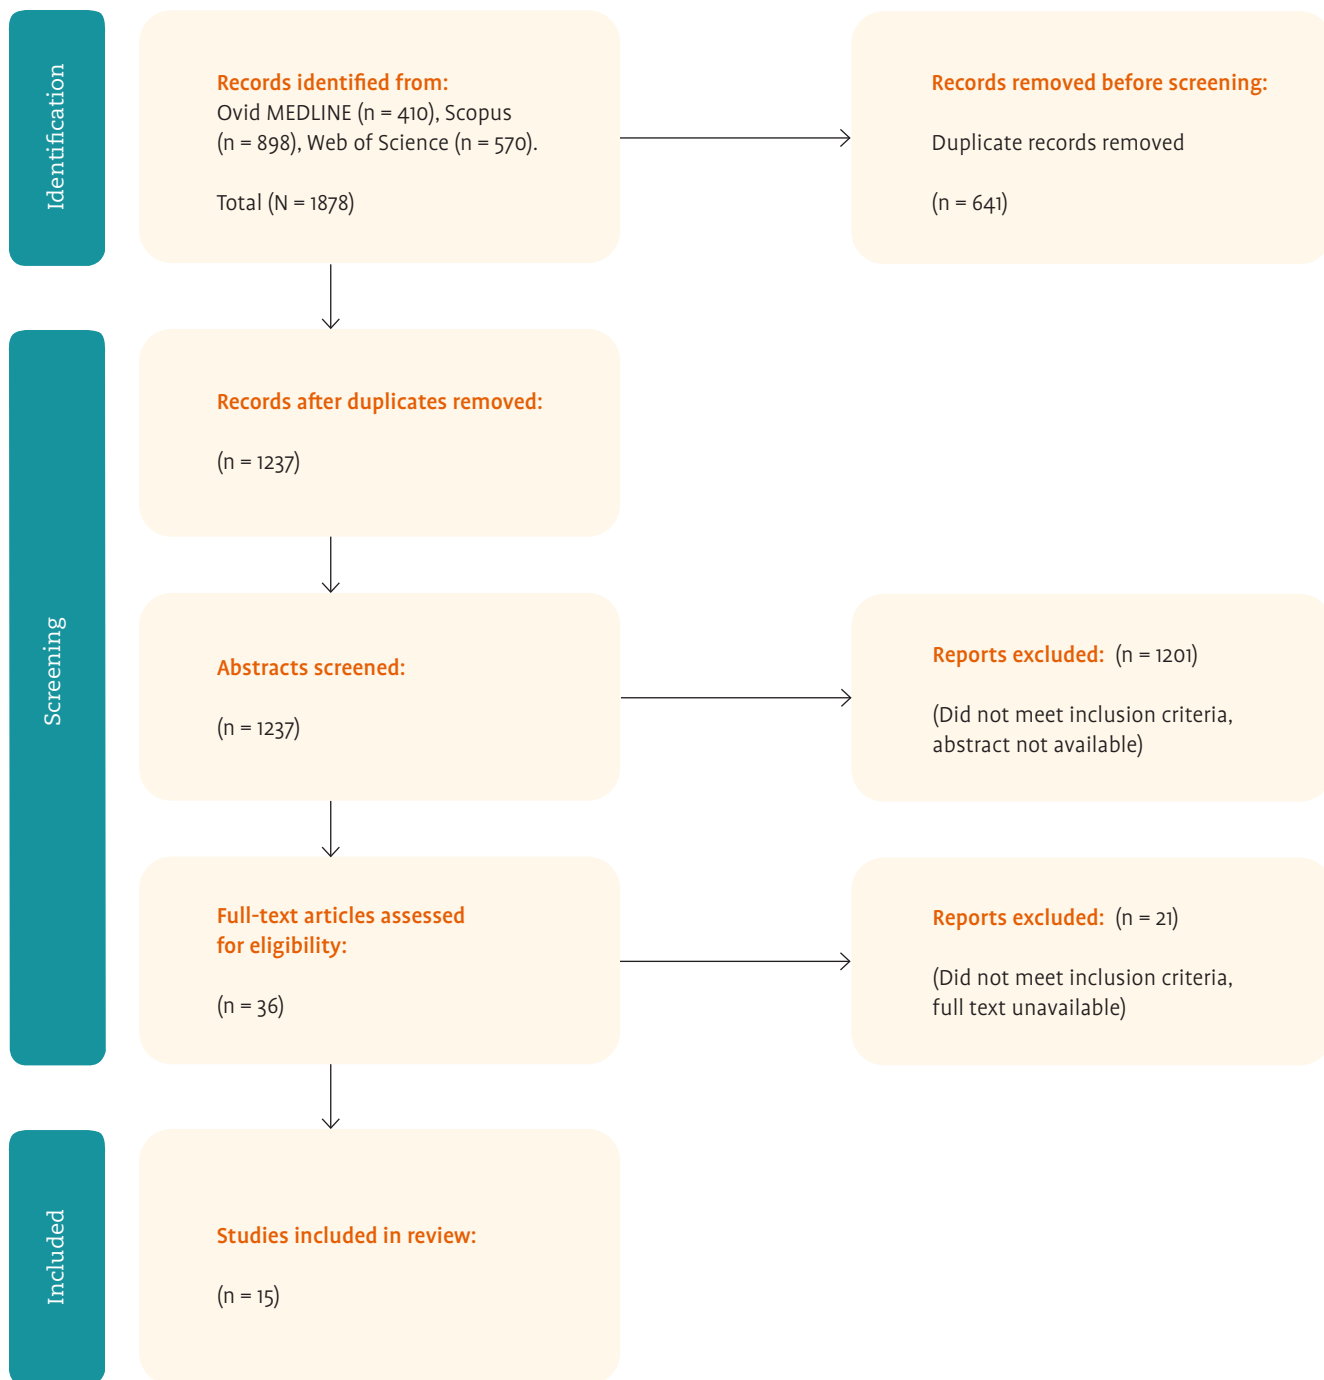 Identification
Records identified from:
Ovid MEDLINE (n = 410), Scopus
(n = 898), Web of Science (n = 570).
Total (N = 1878)
Records removed before screening:
Duplicate records removed
(n = 641)
Screening
Records after duplicates removed:
(n = 1237)
Abstracts screened:
(n = 1237)
Reports excluded: (n = 1201)
(Did not meet inclusion criteria,
abstract not available)
Full-text articles assessed
for eligibility:
(n = 36)
Reports excluded: (n = 21)
(Did not meet inclusion criteria,
full text unavailable)
Included
Studies included in review:
(n = 15)